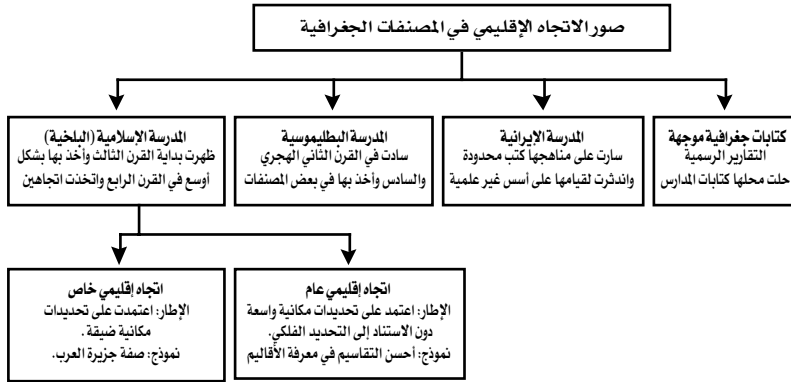 صور الاتجاه الإقليمي في المصنفات الجغرافية
المدرسة الإسلامية (البلخية)
ظهرت بداية القرن الثالث وأخذ بها بشكل
أوسع في القرن الرابع واتخذت اتجاهين
المدرسة البطليموسية
سادت في القرن الثاني الهجري
والسادس وأخذ بها في بعض المصنفات
المدرسة الإيرانية
سارت على مناهجها كتب محدودة
واندثرت لقيامها على أسس غير علمية
كتابات جغرافية موجهة
التقارير الرسمية
حلت محلها كتابات المدارس
اتجاه إقليمي خاص
الإطار: اعتمدت على تحديدات
مكانية ضيقة.
نموذج: صفة جزيرة العرب.
اتجاه إقليمي عام
الإطار: اعتمد على تحديدات مكانية واسعة
دون الاستناد إلى التحديد الفلكي.
نموذج: أحسن التقاسيم في معرفة الأقاليم